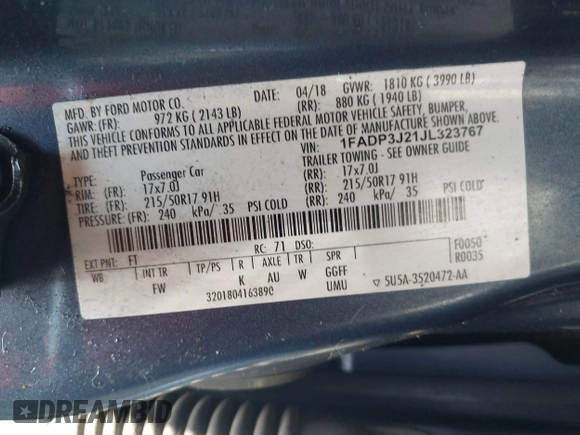 MFD. BY FORD MOTOR CO.
DATE: 04/18 GVWR: 1810 KG ( 3990 LB)
GAWR: (FR): 972 KG ( 2143 LB) (RR): 880 KG ( 1940 LB)
THIS VEHICLE CONFORMS TO ALL APPLICABLE FEDERAL MOTOR VEHICLE SAFETY, BUMPER,
AND THEFT PREVENTION STANDARDS IN EFFECT ON THE DATE OF MANUFACTURE SHOWN ABOVE.
VIN: 1FADP3J21JL323767
TYPE: Passenger Car TRAILER TOWING - SEE OWNER GUIDE
RIM: (FR): 17x7.0J (RR): 17x7.0J
TIRE: (FR): 215/50R17 91H (RR): 215/50R17 91H
PRESSURE: (FR): 240 kPa/ 35 PSI COLD (RR): 240 kPa/ 35 PSI COLD
RC: 71 DSO:
F0050
R0035
EXT PNT: FT
WB INT TR TP/PS R AXLE TR SPR
FW K AU W GGFF
UMU
320180416389C
▽ 5U5A-3520472-AA
DREAMBID